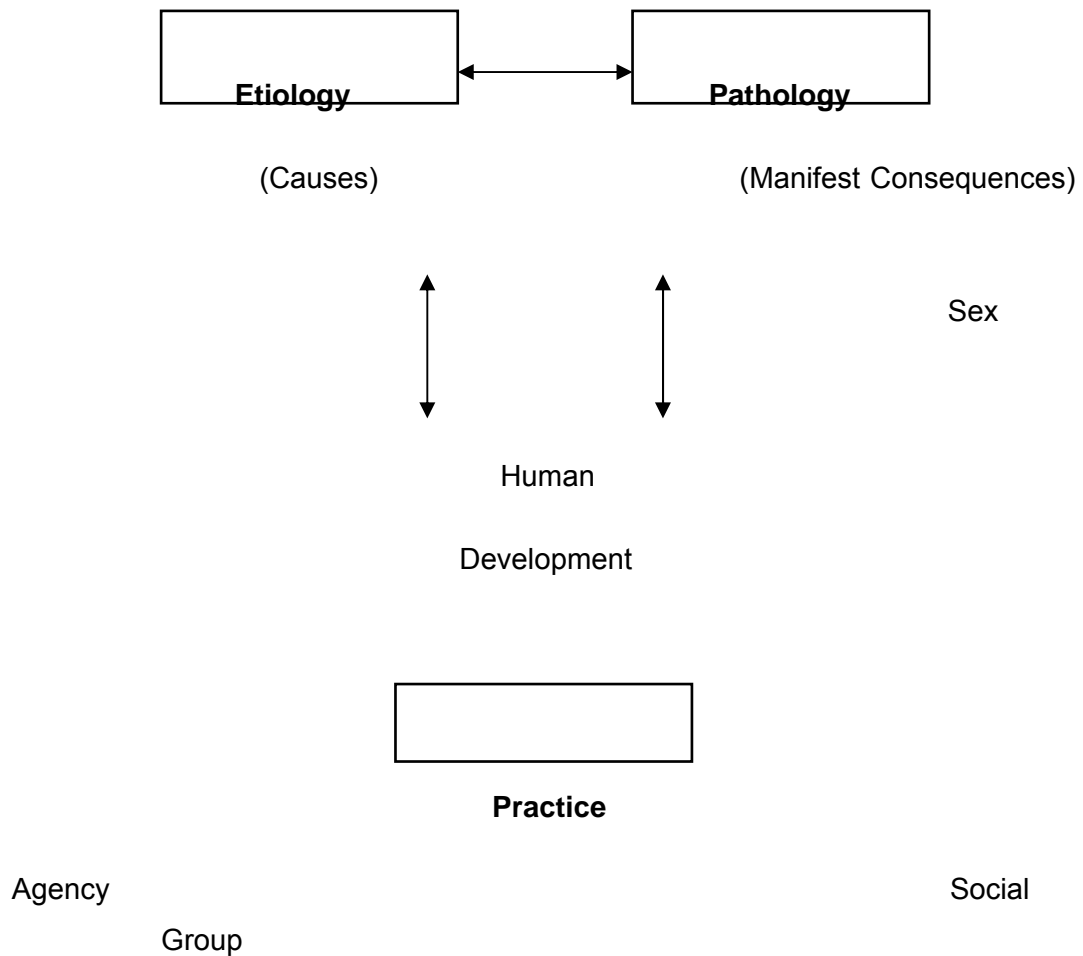 Etiology Pathology
(Causes) (Manifest Consequences)
Sex
Human
Development
Practice
Agency Social
Group